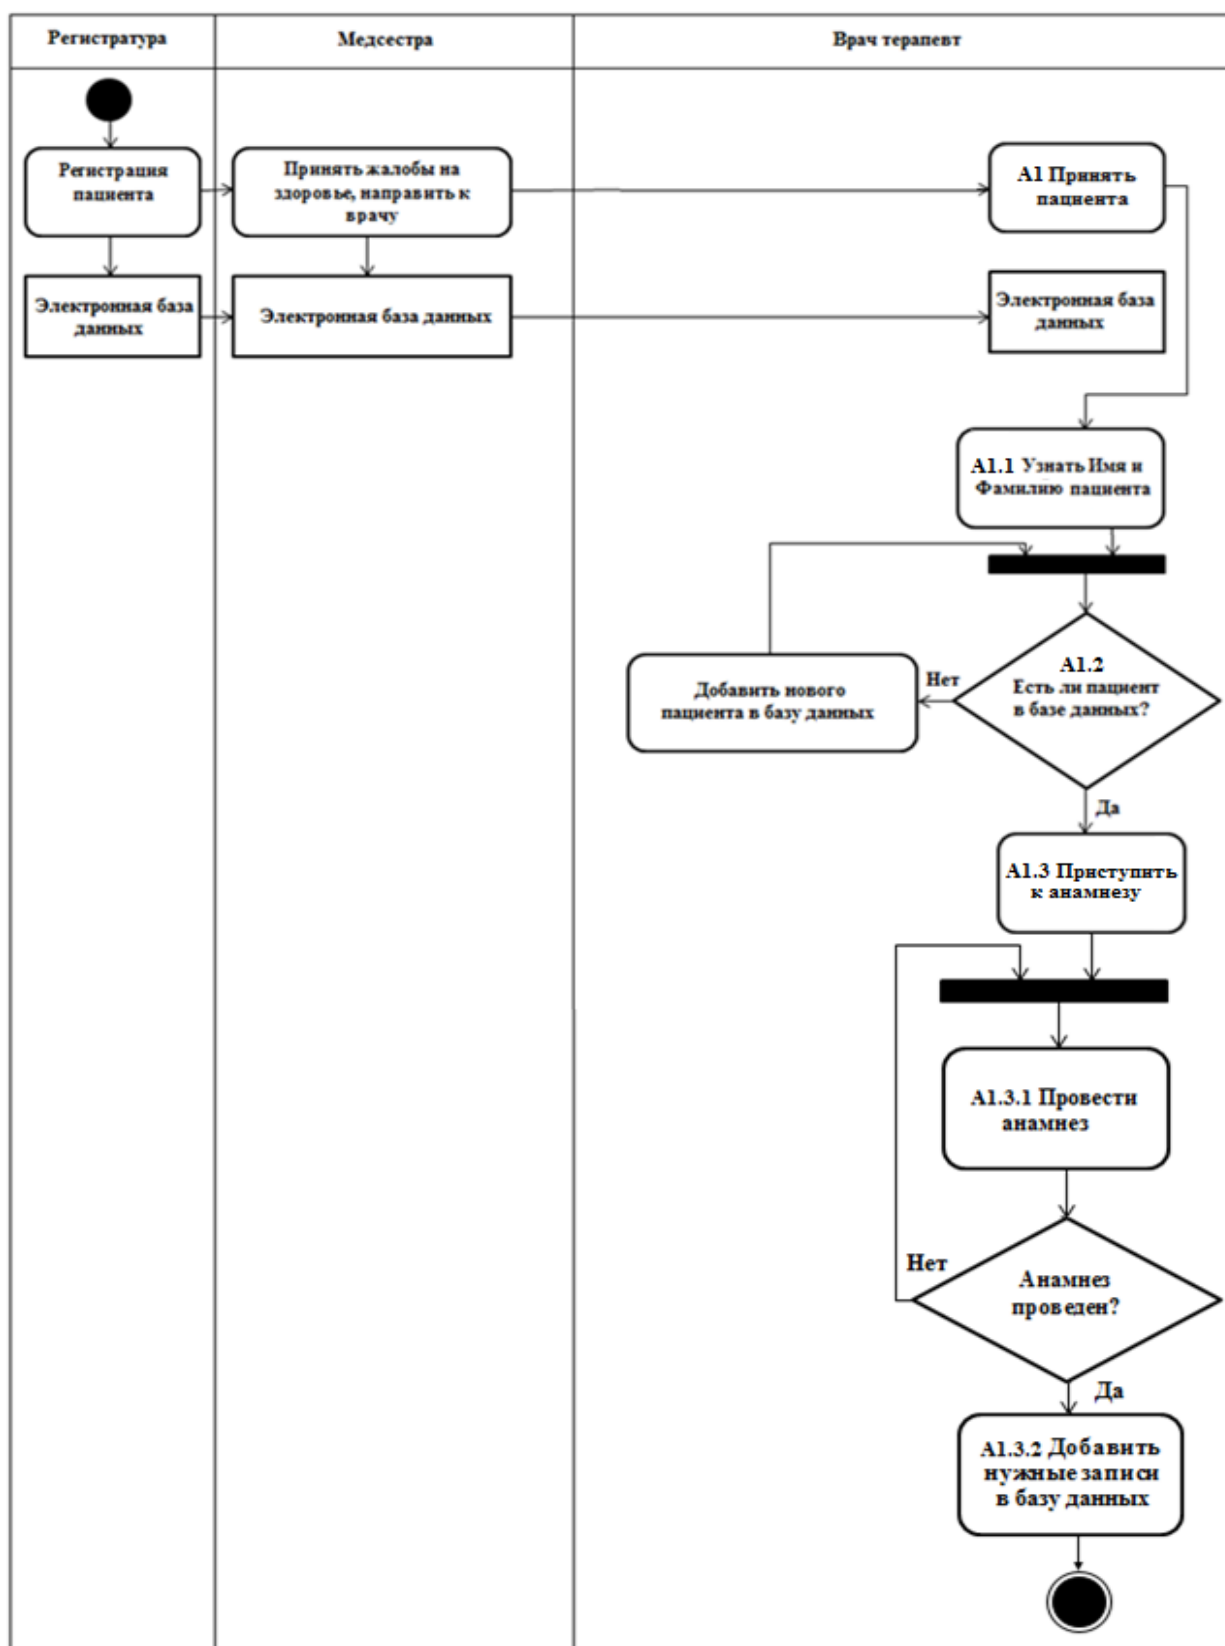 Регистратура
Медсестра
Врач терапевт
Регистрация
пациента
Принять жалобы на
здоровье, направить к
врачу
А1 Принять
пациента
Электронная база
данных
Электронная база данных
Электронная база
данных
А1.1 Узнать Имя и
Фамилию пациента
А1.2
Есть ли пациент
в базе данных?
Нет
Добавить нового
пациента в базу данных
Да
А1.3 Приступить
к анамнезу
А1.3.1 Провести
анамнез
Нет
Анамнез
проведен?
Да
А1.3.2 Добавить
нужные записи
в базу данных